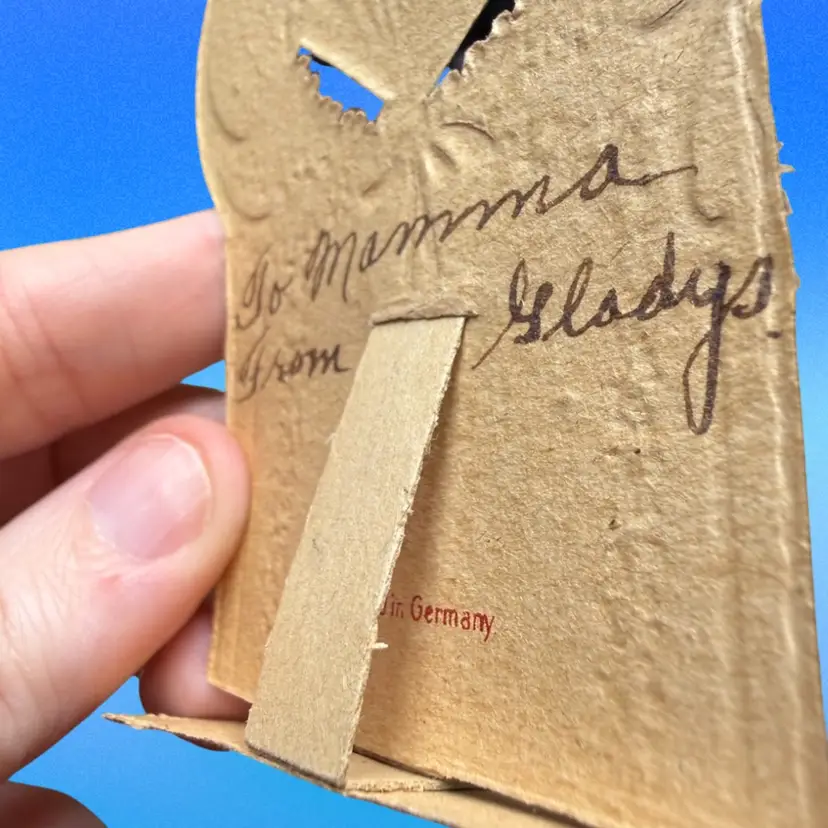 To Mamma
From Gladys.
in Germany